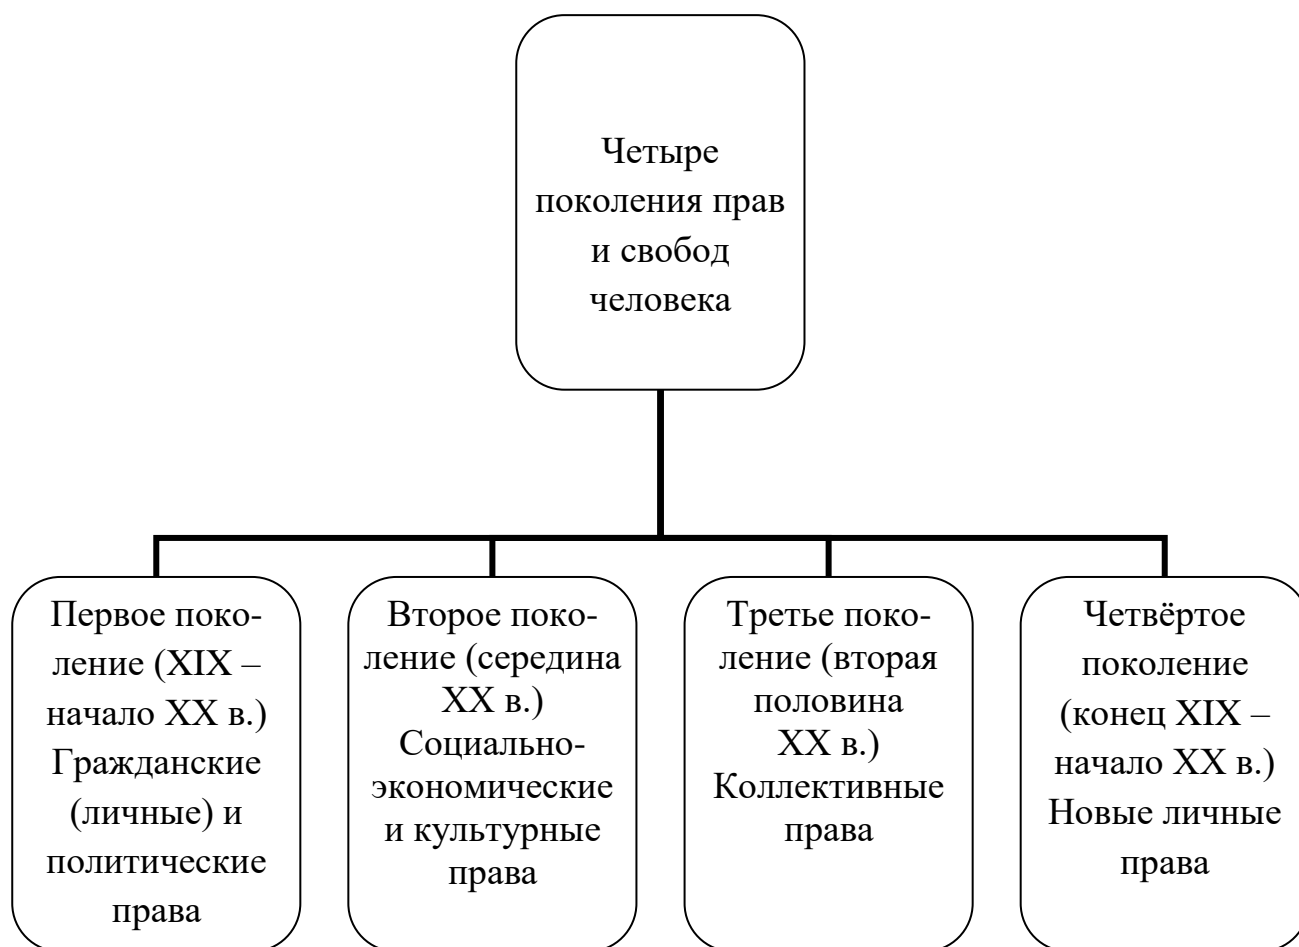 Четыре
поколения прав
и свобод
человека
Первое поко-
ление (XIX –
начало XX в.)
Гражданские
(личные) и
политические
права
Второе поко-
ление (середина
XX в.)
Социально-
экономические
и культурные
права
Третье поко-
ление (вторая
половина
XX в.)
Коллективные
права
Четвёртое
поколение
(конец XIX –
начало XX в.)
Новые личные
права